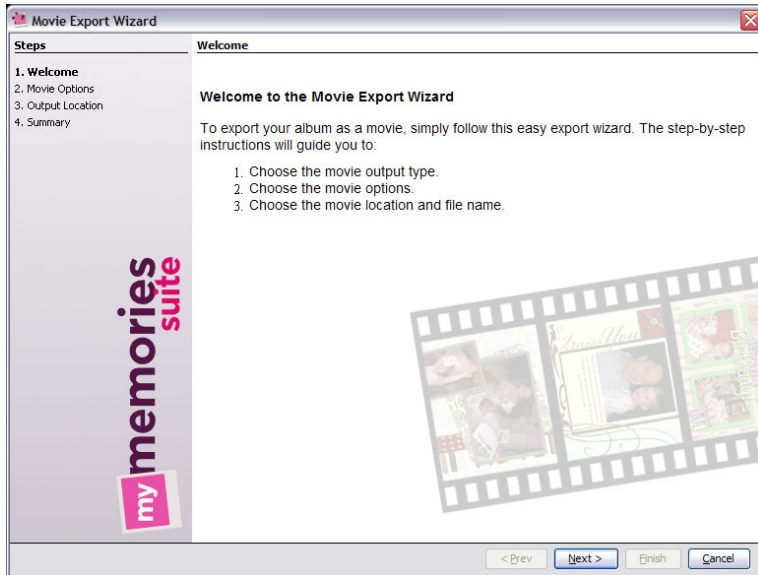 Movie Export Wizard
Steps
1. Welcome
2. Movie Options
3. Output Location
4. Summary
my memories
suite
Welcome
Welcome to the Movie Export Wizard
To export your album as a movie, simply follow this easy export wizard. The step-by-step
instructions will guide you to:
1. Choose the movie output type.
2. Choose the movie options.
3. Choose the movie location and file name.
I miss You
< Prev
Next >
Finish
Cancel